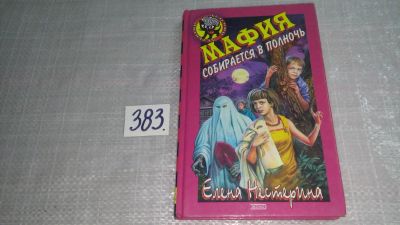 383.
МАФИЯ
СОБИРАЕТСЯ В ПОЛНОЧЬ
Елена Нестерина